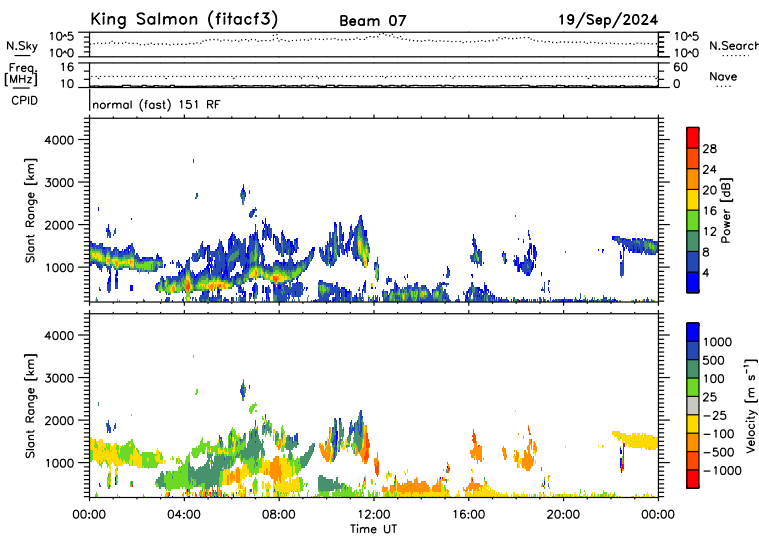 King Salmon (fitacf3) Beam 07 19/Sep/2024
N.Sky 10^5 10^0 10^5 10^0 N.Search
Freq [MHz] 16 10 60 0 Nave
CPID normal (fast) 151 RF
Slant Range [km] 4000 3000 2000 1000
28 24 20 16 12 8 4 Power [dB]
Slant Range [km] 4000 3000 2000 1000
1000 500 100 25 −25 −100 −500 −1000 Velocity [m s⁻¹]
00:00 04:00 08:00 12:00 16:00 20:00 00:00
Time UT